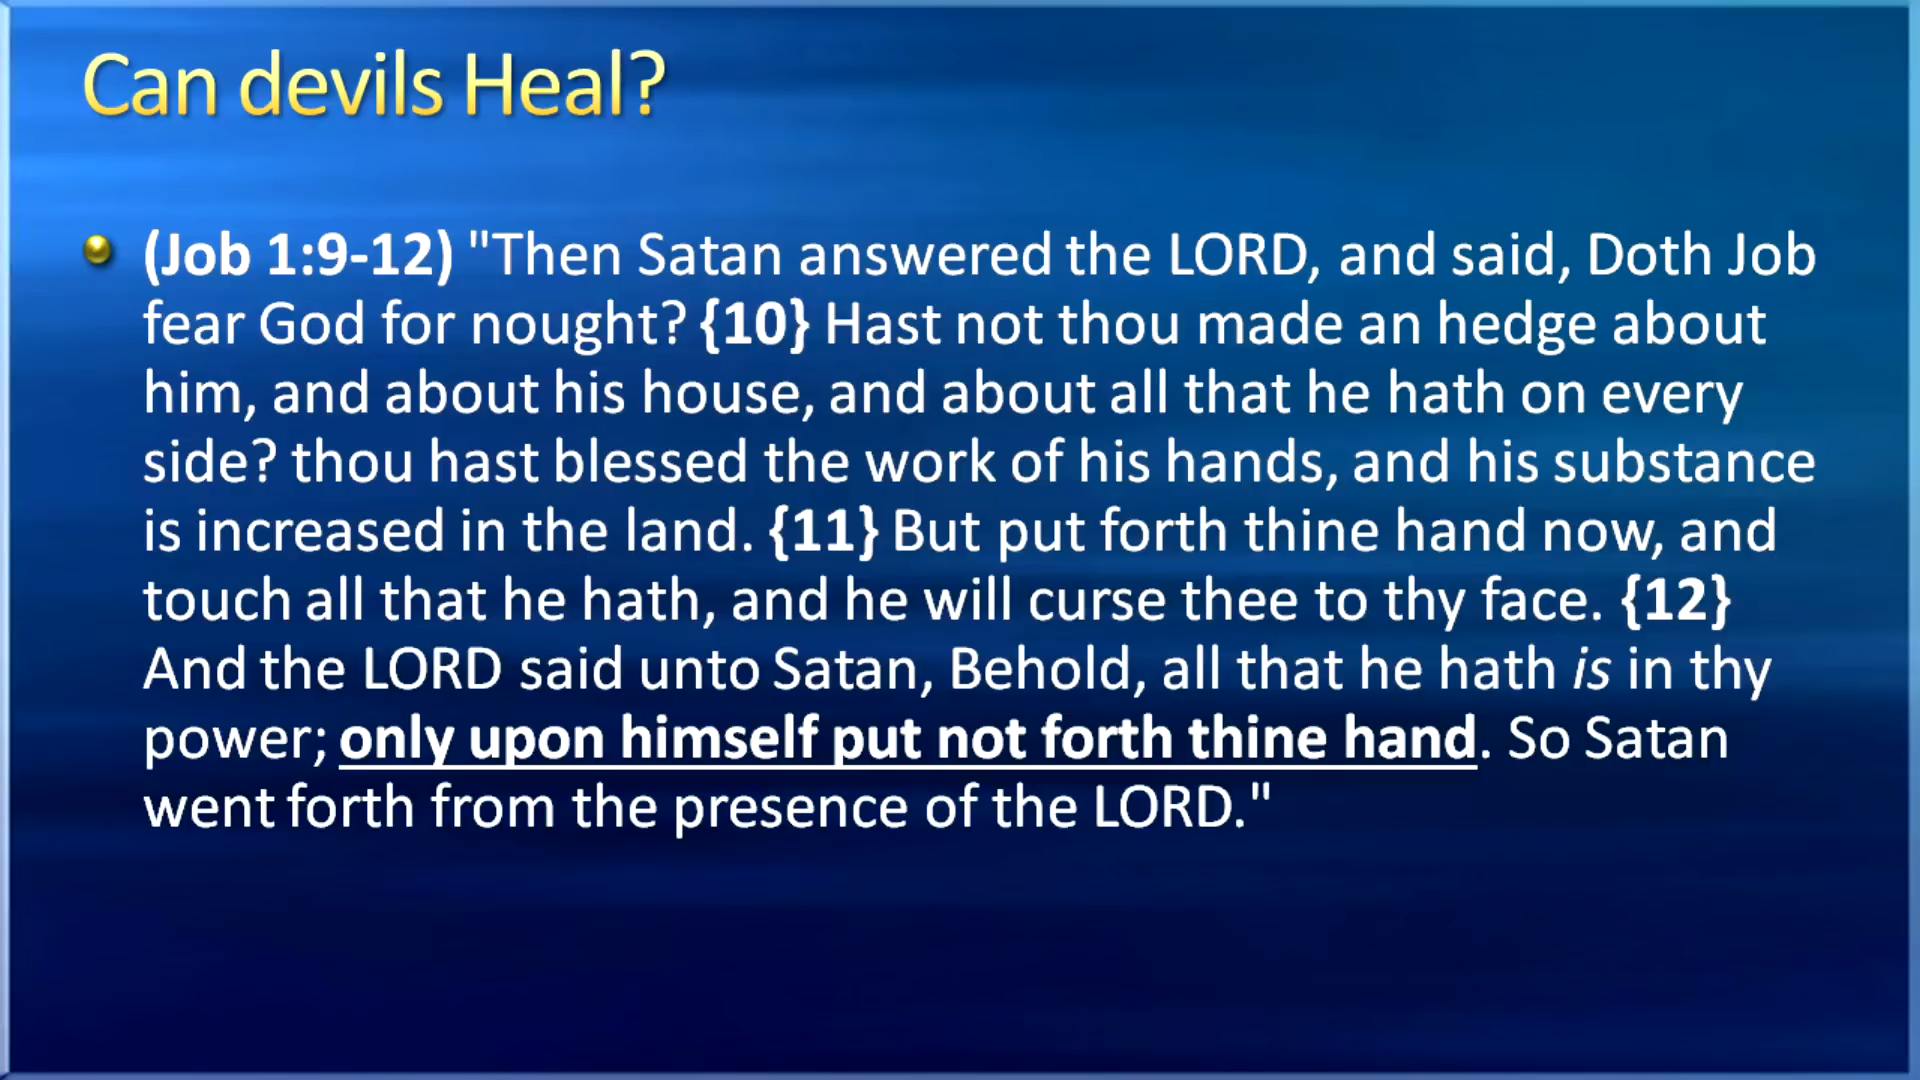 Can devils Heal?
(Job 1:9-12) "Then Satan answered the LORD, and said, Doth Job
fear God for nought? {10} Hast not thou made an hedge about
him, and about his house, and about all that he hath on every
side? thou hast blessed the work of his hands, and his substance
is increased in the land. {11} But put forth thine hand now, and
touch all that he hath, and he will curse thee to thy face. {12}
And the LORD said unto Satan, Behold, all that he hath is in thy
power; only upon himself put not forth thine hand. So Satan
went forth from the presence of the LORD."